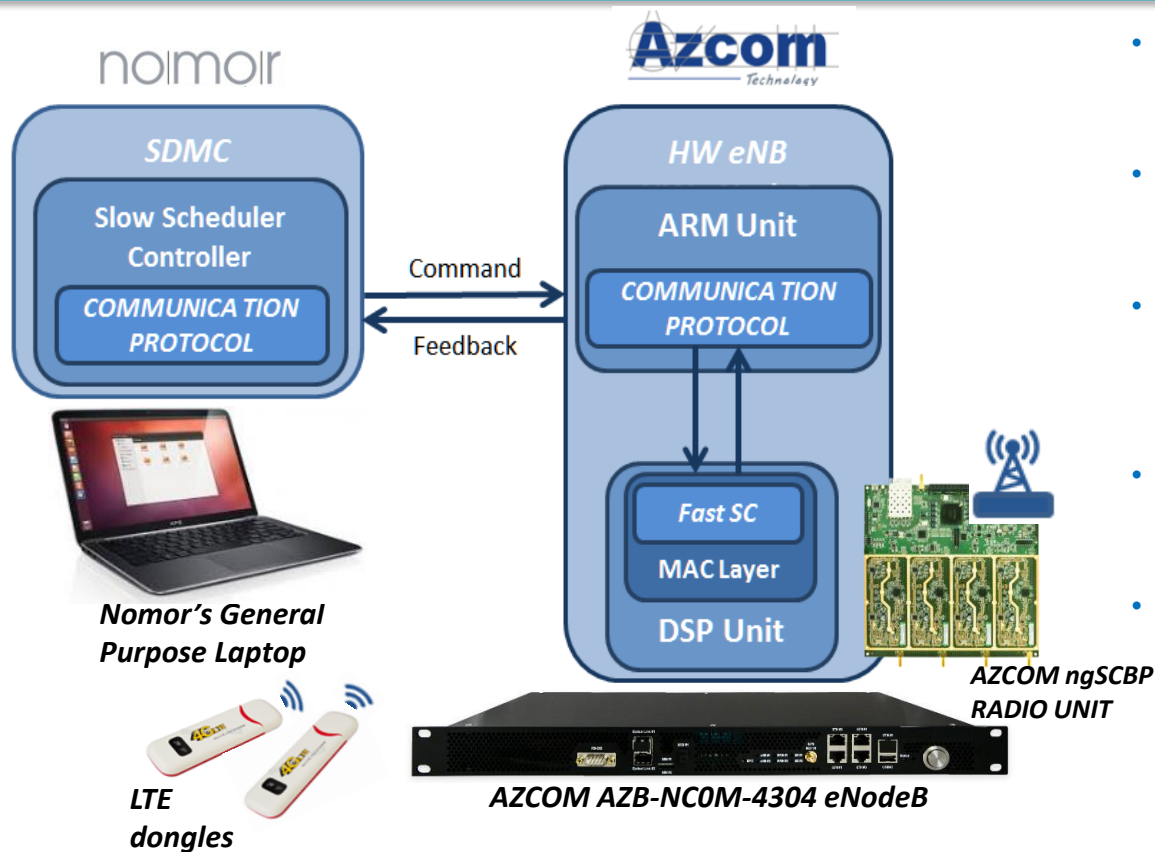 nomor
Azcom
Technology
SDMC
Slow Scheduler
Controller
COMMUNICA TION
PROTOCOL
Command
Feedback
HW eNB
ARM Unit
COMMUNICA TION
PROTOCOL
Fast SC
MAC Layer
DSP Unit
Nomor's General
Purpose Laptop
AZCOM ngSCBP
RADIO UNIT
LTE
dongles
4G
AZCOM AZB-NC0M-4304 eNodeB